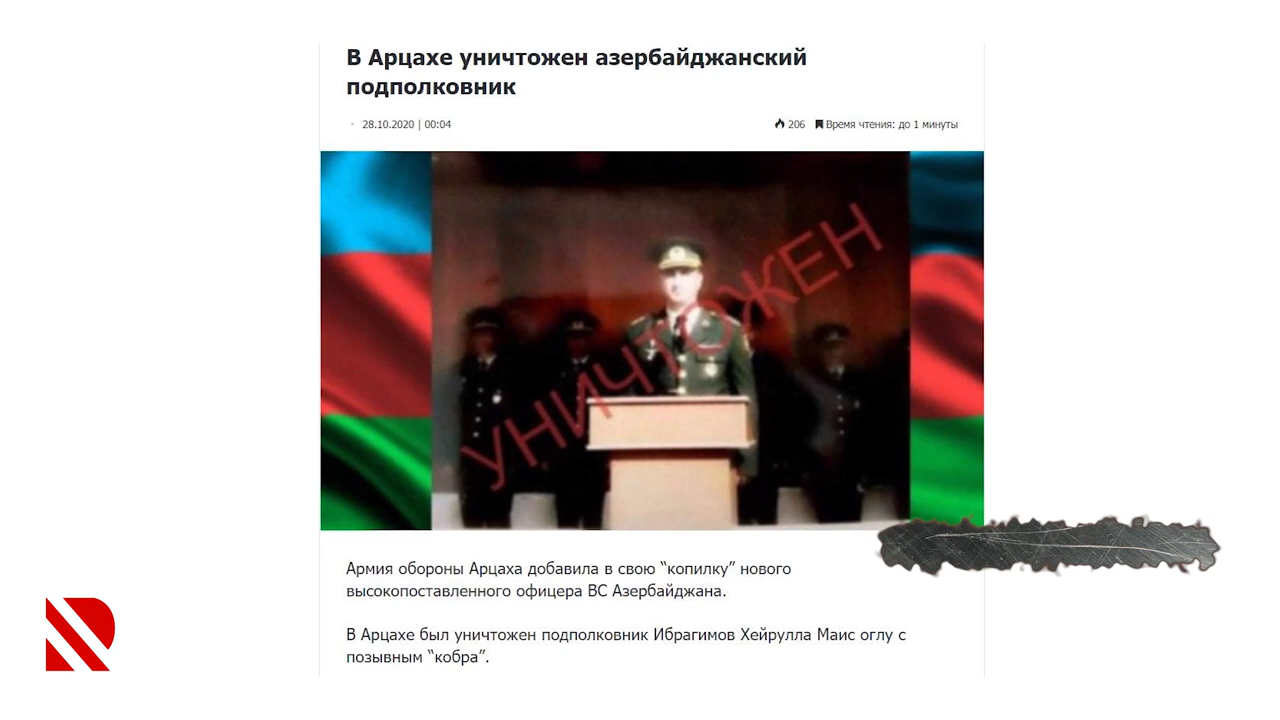 В Арцахе уничтожен азербайджанский
подполковник
28.10.2020 | 00:04
206 Время чтения: до 1 минуты
УНИЧТОЖЕН
Армия обороны Арцаха добавила в свою “копилку” нового
высокопоставленного офицера ВС Азербайджана.
В Арцахе был уничтожен подполковник Ибрагимов Хейрулла Маис оглу с
позывным “кобра”.